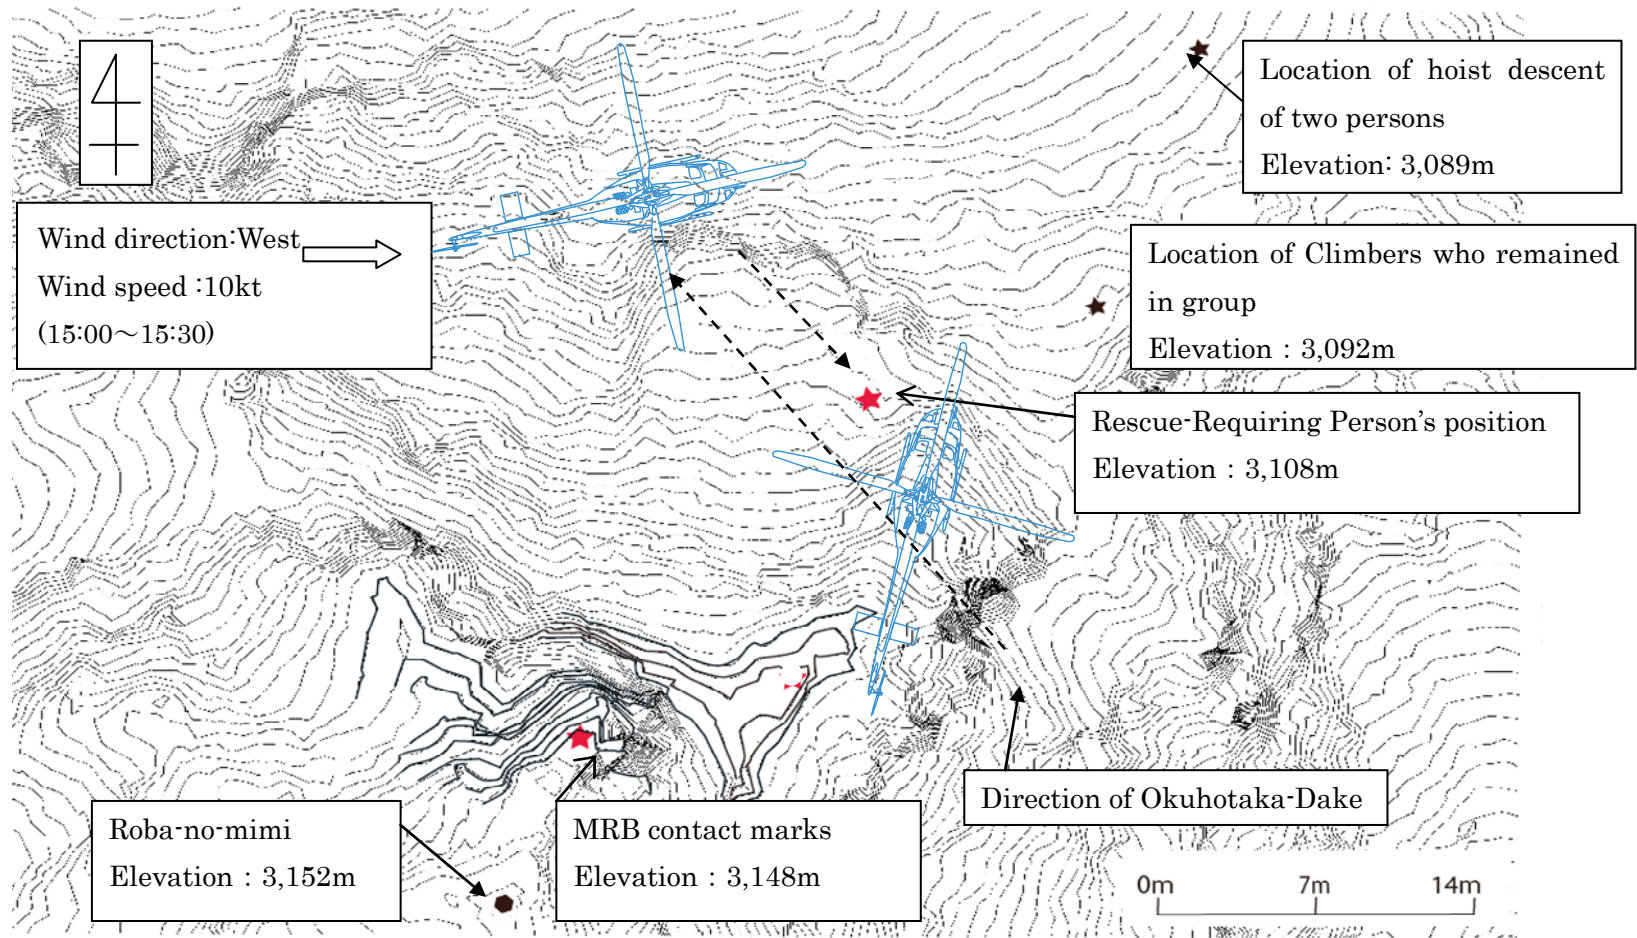 Location of hoist descent
of two persons
Elevation: 3,089m
Wind direction:West
Wind speed :10kt
(15:00～15:30)
Location of Climbers who remained
in group
Elevation：3,092m
Rescue-Requiring Person's position
Elevation：3,108m
Direction of Okuhotaka-Dake
Roba-no-mimi
Elevation：3,152m
MRB contact marks
Elevation：3,148m
0m 7m 14m